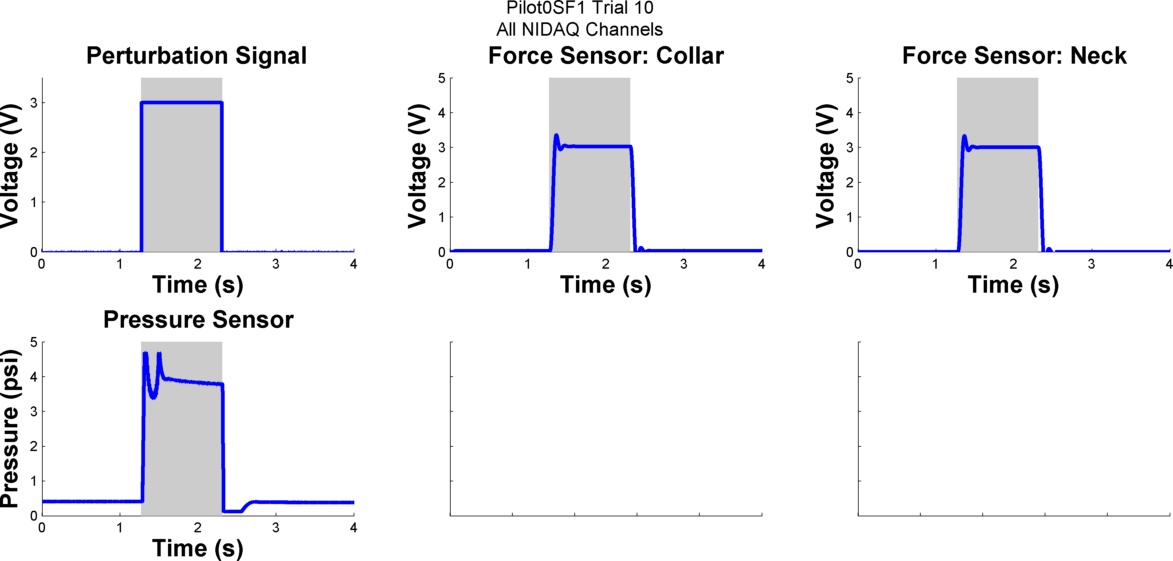 Pilot0SF1 Trial 10
All NIDAQ Channels
Perturbation Signal
Voltage (V)
3
2
1
0
0 1 2 3 4
Time (s)
Force Sensor: Collar
Voltage (V)
5
4
3
2
1
0
0 1 2 3 4
Time (s)
Force Sensor: Neck
Voltage (V)
5
4
3
2
1
0
0 1 2 3 4
Time (s)
Pressure Sensor
Pressure (psi)
5
4
3
2
1
0
0 1 2 3 4
Time (s)